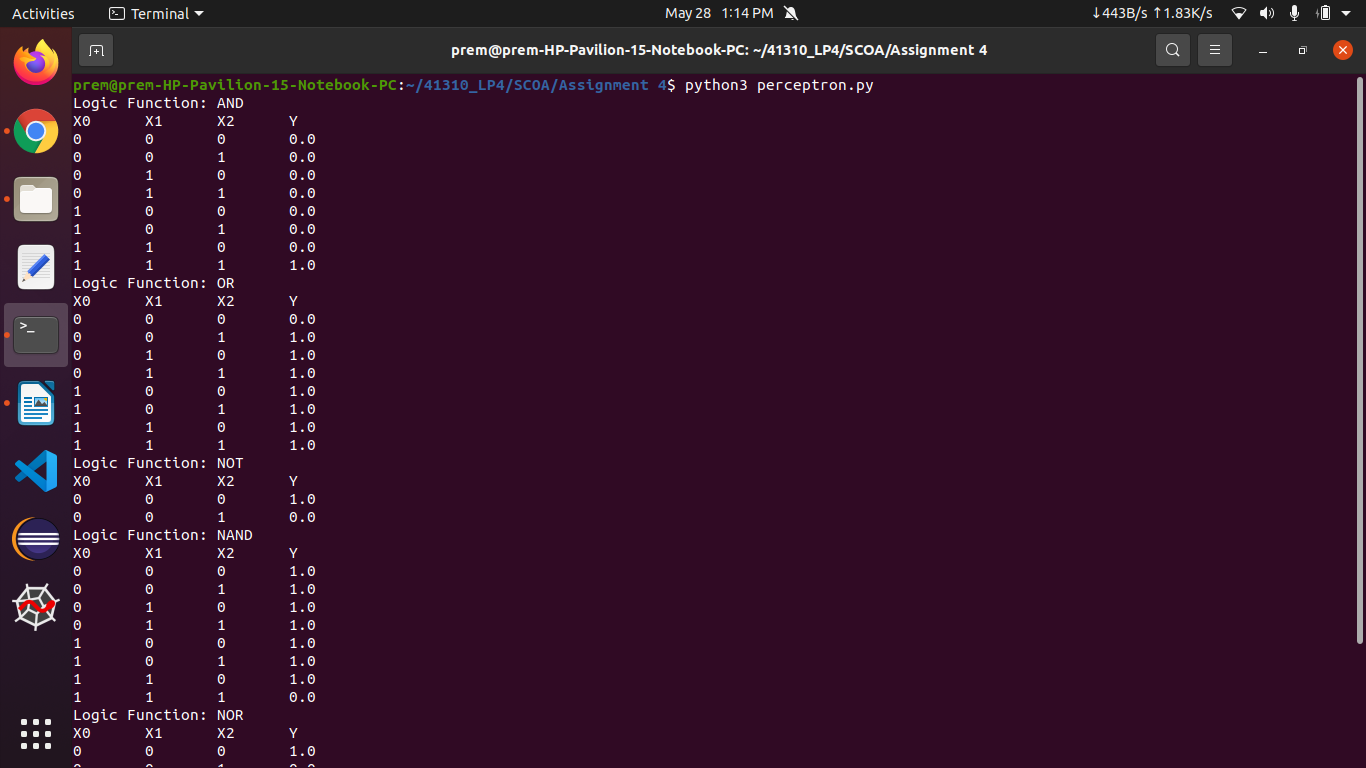 Activities Terminal May 28 1:14 PM ↓443B/s ↑1.83K/s
prem@prem-HP-Pavilion-15-Notebook-PC: ~/41310_LP4/SCOA/Assignment 4
prem@prem-HP-Pavilion-15-Notebook-PC:~/41310_LP4/SCOA/Assignment 4$ python3 perceptron.py
Logic Function: AND
X0 X1 X2 Y
0 0 0 0.0
0 0 1 0.0
0 1 0 0.0
0 1 1 0.0
1 0 0 0.0
1 0 1 0.0
1 1 0 0.0
1 1 1 1.0
Logic Function: OR
X0 X1 X2 Y
0 0 0 0.0
0 0 1 1.0
0 1 0 1.0
0 1 1 1.0
1 0 0 1.0
1 0 1 1.0
1 1 0 1.0
1 1 1 1.0
Logic Function: NOT
X0 X1 X2 Y
0 0 0 1.0
0 0 1 0.0
Logic Function: NAND
X0 X1 X2 Y
0 0 0 1.0
0 0 1 1.0
0 1 0 1.0
0 1 1 1.0
1 0 0 1.0
1 0 1 1.0
1 1 0 1.0
1 1 1 0.0
Logic Function: NOR
X0 X1 X2 Y
0 0 0 1.0